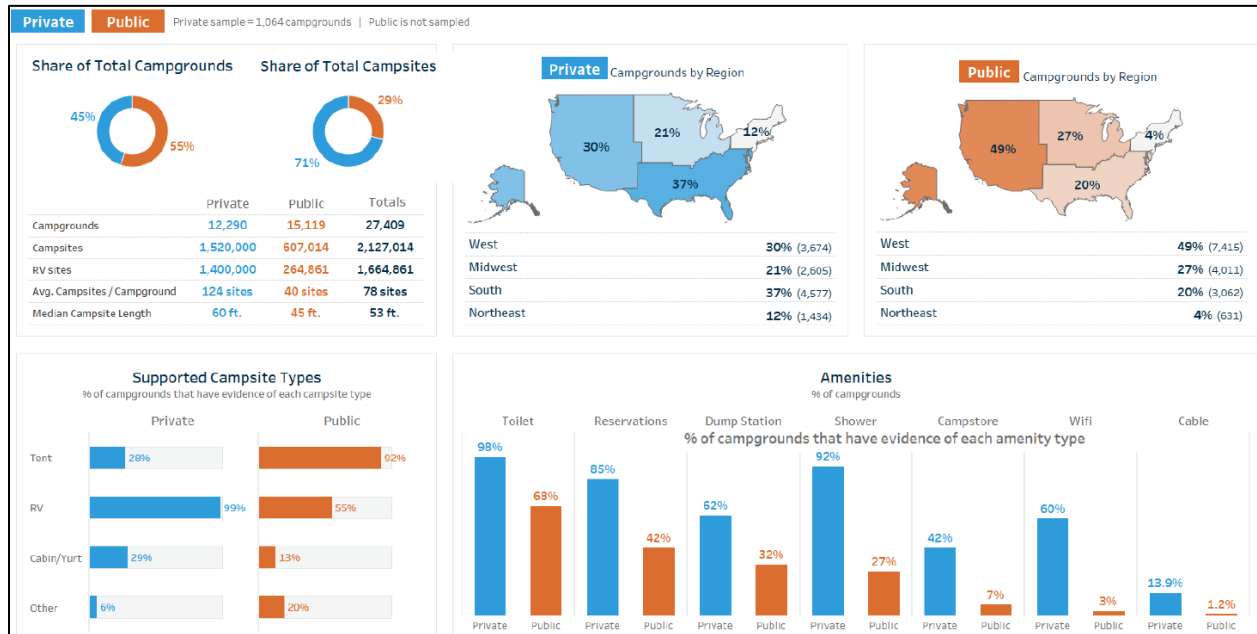 Private Public Private sample = 1,064 campgrounds | Public is not sampled
Share of Total Campgrounds
45%
55%
Share of Total Campsites
29%
71%
Private Public Totals
Campgrounds 12,290 15,119 27,409
Campsites 1,520,000 607,014 2,127,014
RV sites 1,400,000 264,861 1,664,861
Avg. Campsites / Campground 124 sites 40 sites 78 sites
Median Campsite Length 60 ft. 45 ft. 53 ft.
Private Campgrounds by Region
30%
21%
12%
37%
West 30% (3,674)
Midwest 21% (2,605)
South 37% (4,577)
Northeast 12% (1,434)
Public Campgrounds by Region
49%
27%
4%
20%
West 49% (7,415)
Midwest 27% (4,011)
South 20% (3,062)
Northeast 4% (631)
Supported Campsite Types
% of campgrounds that have evidence of each campsite type
Private Public
Tent 28% 92%
RV 99% 55%
Cabin/Yurt 29% 13%
Other 6% 20%
Amenities
% of campgrounds
Toilet Reservations Dump Station Shower Campstore Wifi Cable
% of campgrounds that have evidence of each amenity type
98% 68% 85% 42% 62% 32% 92% 27% 42% 7% 60% 3% 13.9% 1.2%
Private Public Private Public Private Public Private Public Private Public Private Public Private Public